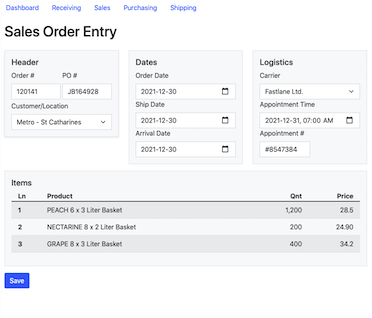 Dashboard Receiving Sales Purchasing Shipping
Sales Order Entry
Header
Order # PO #
120141 JB164928
Customer/Location
Metro - St Catharines
Dates
Order Date
2021-12-30
Ship Date
2021-12-30
Arrival Date
2021-12-30
Logistics
Carrier
Fastlane Ltd.
Appointment Time
2021-12-31, 07:00 AM
Appointment #
#8547384
Items
Ln Product Qnt Price
1 PEACH 6 x 3 Liter Basket 1,200 28.5
2 NECTARINE 8 x 2 Liter Basket 200 24.90
3 GRAPE 8 x 3 Liter Basket 400 34.2
Save